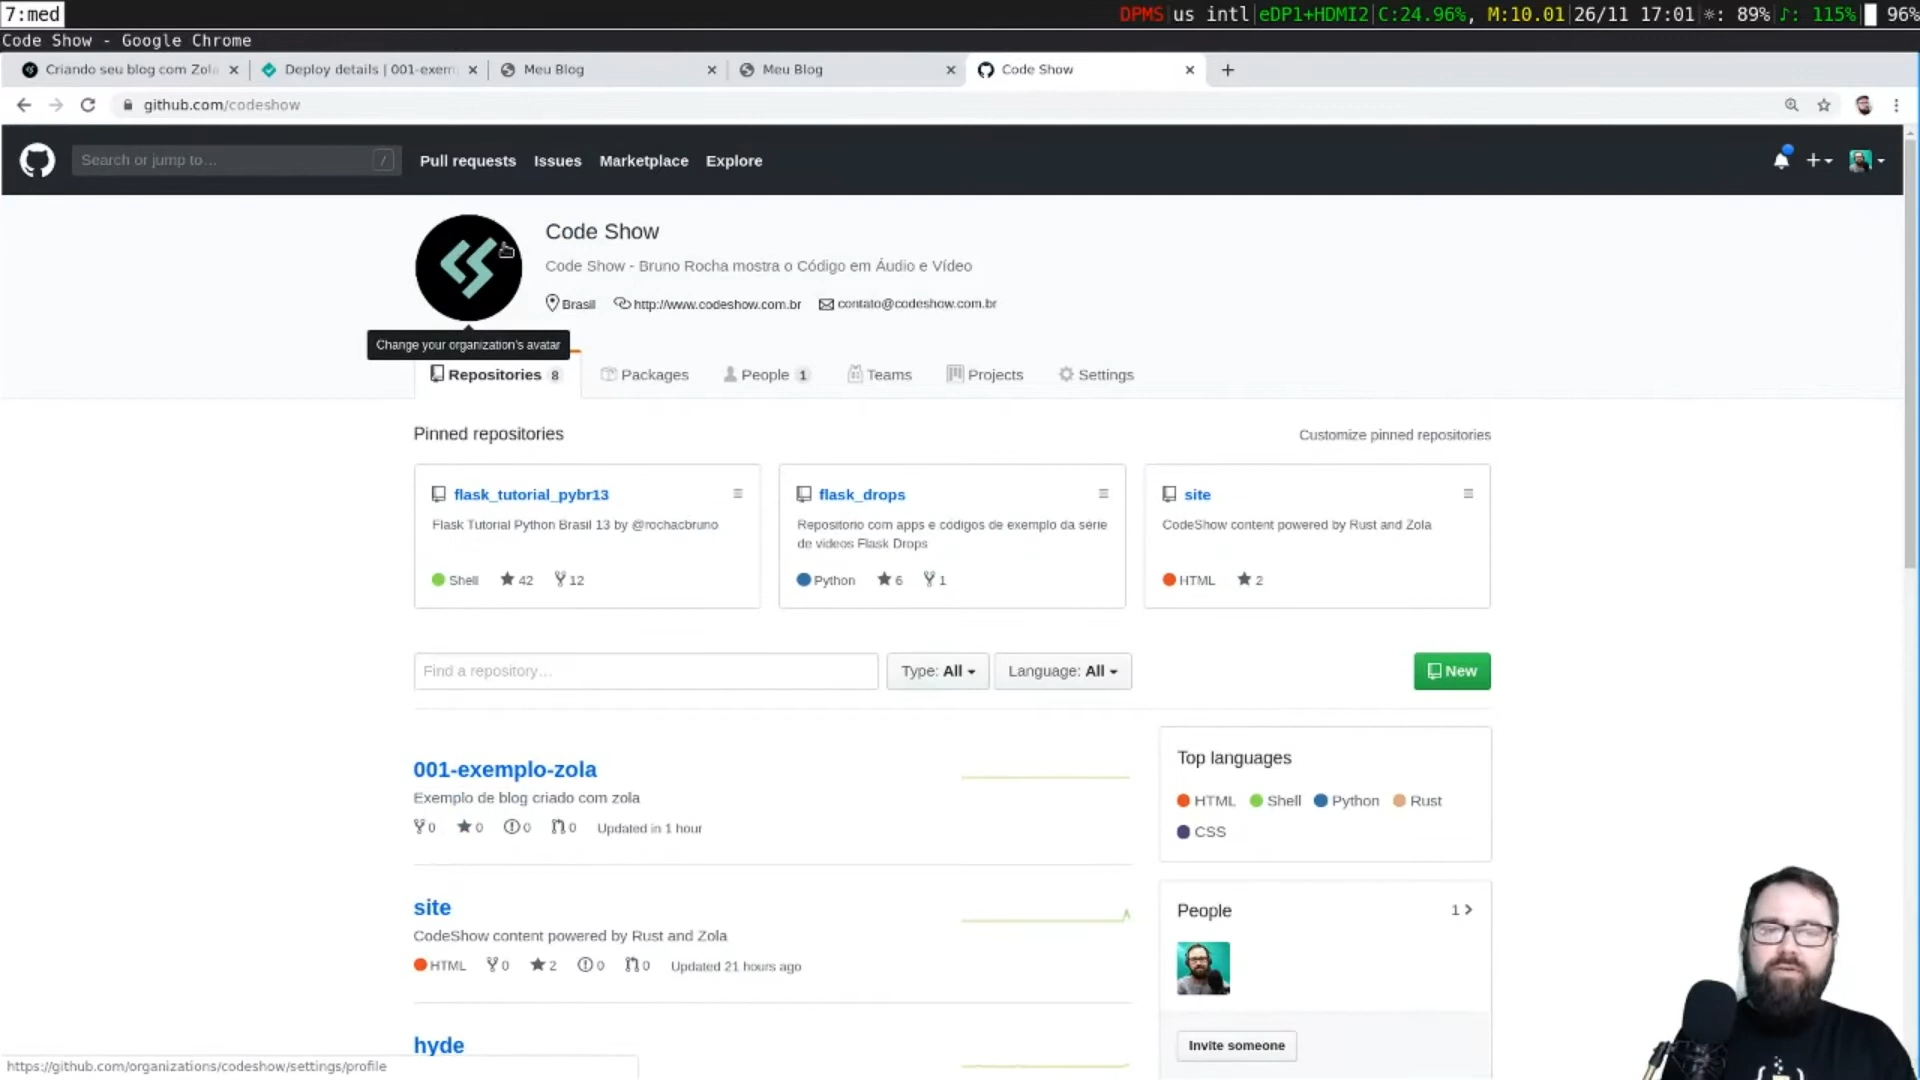 7:med
DPMS us intl eDP1+HDMI2 C:24.96%, M:10.01 26/11 17:01 ☼: 89% ♪: 115% 96%
Code Show - Google Chrome
Criando seu blog com Zola
Deploy details | 001-exem
Meu Blog
Meu Blog
Code Show
github.com/codeshow
Search or jump to… /
Pull requests Issues Marketplace Explore
Code Show
Code Show - Bruno Rocha mostra o Código em Áudio e Vídeo
Brasil http://www.codeshow.com.br contato@codeshow.com.br
Change your organization's avatar
Repositories 8 Packages People 1 Teams Projects Settings
Pinned repositories
Customize pinned repositories
flask_tutorial_pybr13
Flask Tutorial Python Brasil 13 by @rochacbruno
Shell 42 12
flask_drops
Repositorio com apps e codigos de exemplo da serie
de videos Flask Drops
Python 6 1
site
CodeShow content powered by Rust and Zola
HTML 2
Find a repository…
Type: All
Language: All
New
001-exemplo-zola
Exemplo de blog criado com zola
0 0 0 0 Updated in 1 hour
site
CodeShow content powered by Rust and Zola
HTML 0 2 0 0 Updated 21 hours ago
hyde
Top languages
HTML Shell Python Rust
CSS
People
1
Invite someone
https://github.com/organizations/codeshow/settings/profile